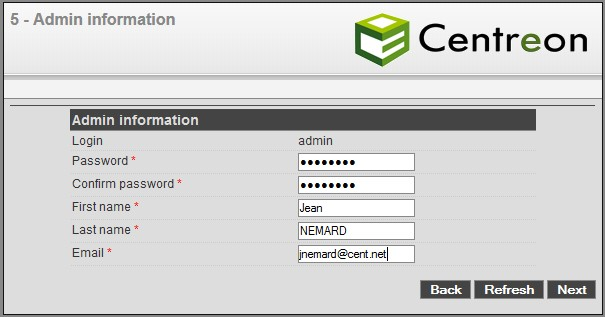 5 - Admin information
Centreon
Admin information
Login admin
Password * ••••••••
Confirm password * ••••••••
First name * Jean
Last name * NEMARD
Email * jnemard@cent.net
Back Refresh Next